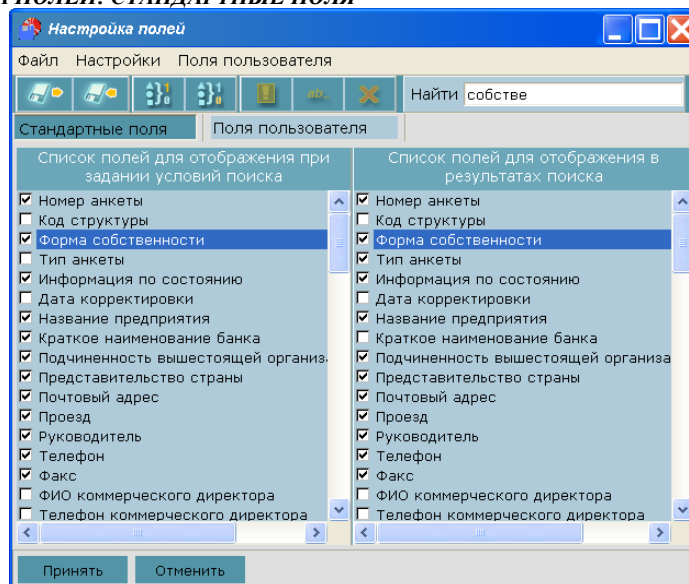 ПОЛЕЙ: СТАНДАРТНЫЕ ПОЛЯ
Настройка полей
Файл Настройки Поля пользователя
ab.. Найти собстве
Стандартные поля Поля пользователя
Список полей для отображения при
задании условий поиска
Номер анкеты
Код структуры
Форма собственности
Тип анкеты
Информация по состоянию
Дата корректировки
Название предприятия
Краткое наименование банка
Подчиненность вышестоящей организ
Представительство страны
Почтовый адрес
Проезд
Руководитель
Телефон
Факс
ФИО коммерческого директора
Телефон коммерческого директора
Список полей для отображения в
результатах поиска
Номер анкеты
Код структуры
Форма собственности
Тип анкеты
Информация по состоянию
Дата корректировки
Название предприятия
Краткое наименование банка
Подчиненность вышестоящей организа
Представительство страны
Почтовый адрес
Проезд
Руководитель
Телефон
Факс
ФИО коммерческого директора
Телефон коммерческого директора
Принять Отменить